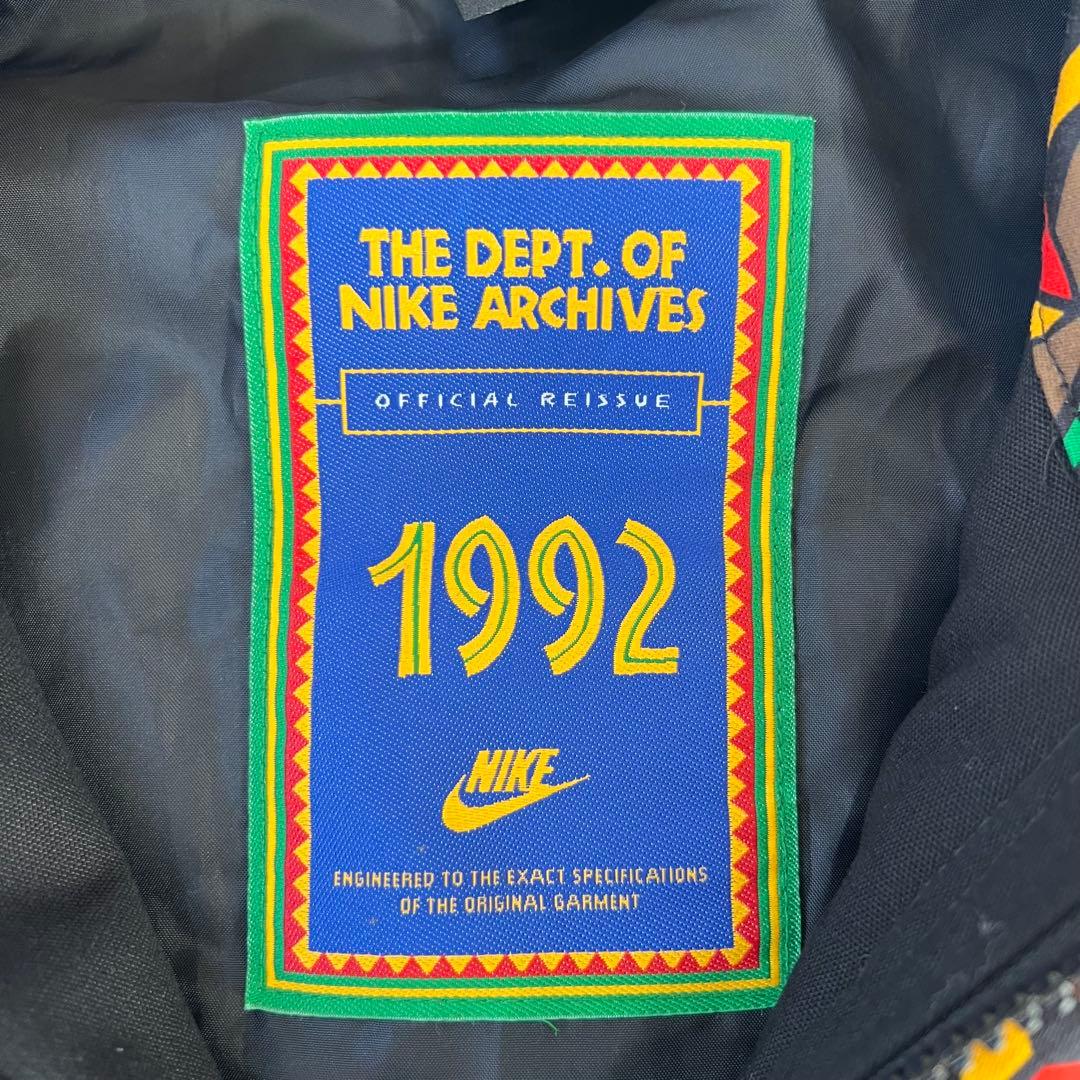 THE DEPT. OF
NIKE ARCHIVES
OFFICIAL REISSUE
1992
NIKE
ENGINEERED TO THE EXACT SPECIFICATIONS
OF THE ORIGINAL GARMENT